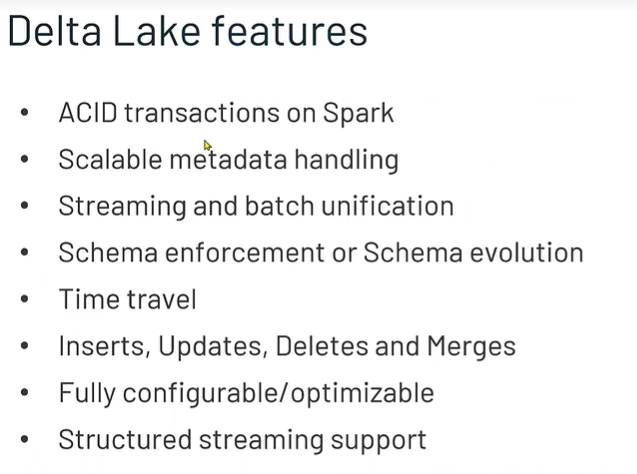 Delta Lake features
• ACID transactions on Spark
• Scalable metadata handling
• Streaming and batch unification
• Schema enforcement or Schema evolution
• Time travel
• Inserts, Updates, Deletes and Merges
• Fully configurable/optimizable
• Structured streaming support